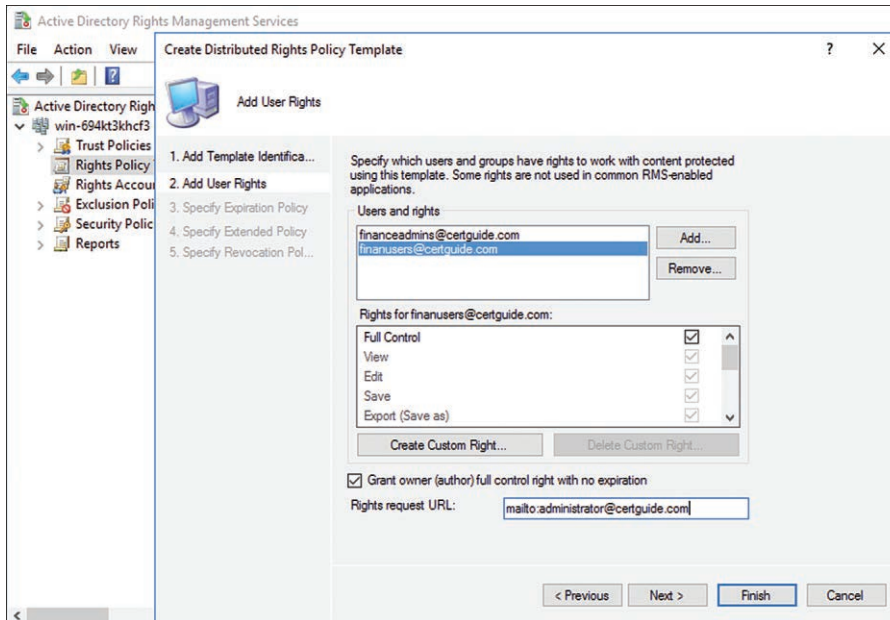 Active Directory Rights Management Services
File Action View
Create Distributed Rights Policy Template
? X
Add User Rights
Active Directory Righ
win-694kt3khcf3
Trust Policies
Rights Policy
Rights Accour
Exclusion Poli
Security Polic
Reports
1. Add Template Identifica...
2. Add User Rights
3. Specify Expiration Policy
4. Specify Extended Policy
5. Specify Revocation Pol...
Specify which users and groups have rights to work with content protected
using this template. Some rights are not used in common RMS-enabled
applications.
Users and rights
financeadmins@certguide.com
finanusers@certguide.com
Add...
Remove...
Rights for finanusers@certguide.com:
Full Control
View
Edit
Save
Export (Save as)
Create Custom Right... Delete Custom Right...
Grant owner (author) full control right with no expiration
Rights request URL: mailto:administrator@certguide.com
< Previous Next > Finish Cancel